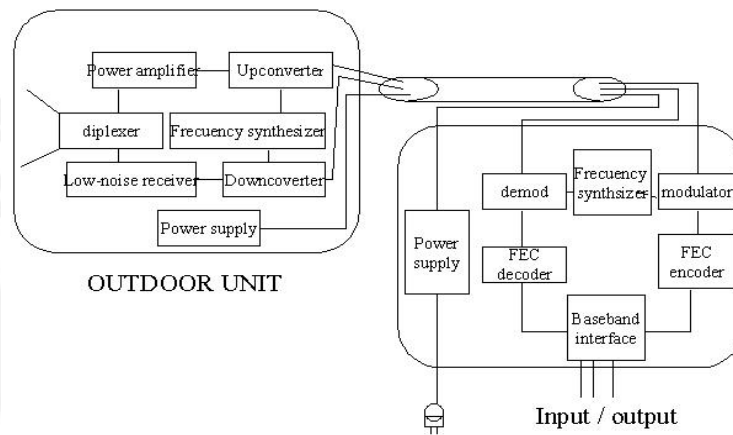 Power amplifier
Upconverter
diplexer
Frecuency synthesizer
Low-noise receiver
Downcoverter
Power supply
OUTDOOR UNIT
demod
Frecuency
synthsizer
modulator
Power
supply
FEC
decoder
FEC
encoder
Baseband
interface
Input / output